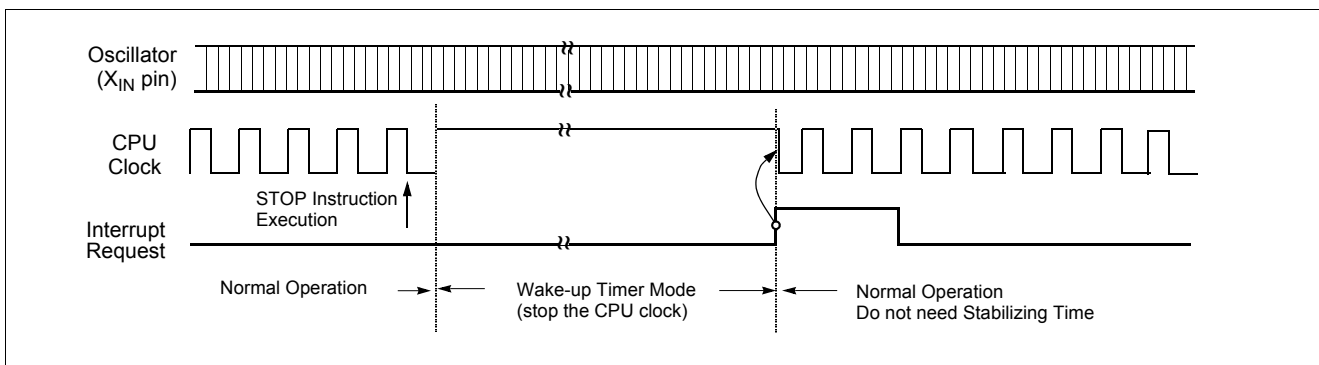 Oscillator
(XIN pin)
CPU
Clock
STOP Instruction
Execution
Interrupt
Request
Normal Operation
Wake-up Timer Mode
(stop the CPU clock)
Normal Operation
Do not need Stabilizing Time